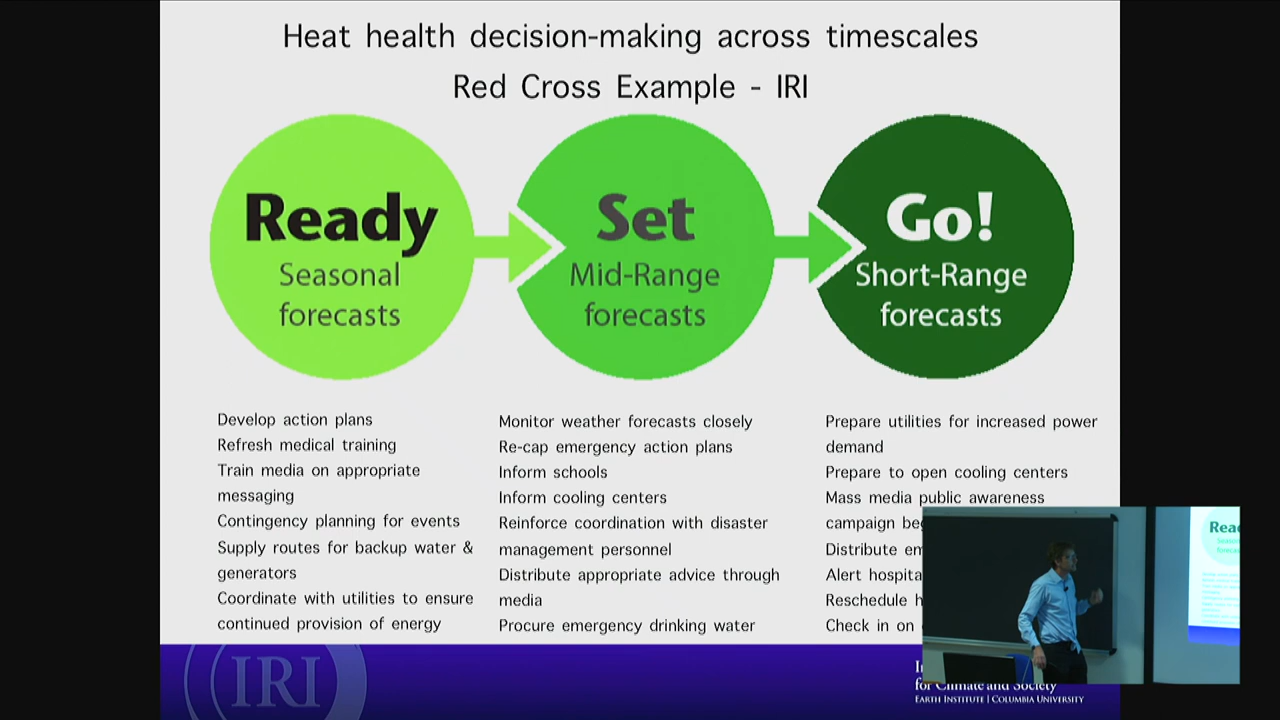 Heat health decision-making across timescales
Red Cross Example - IRI
Ready
Seasonal
forecasts
Set
Mid-Range
forecasts
Go!
Short-Range
forecasts
Develop action plans
Refresh medical training
Train media on appropriate
messaging
Contingency planning for events
Supply routes for backup water &
generators
Coordinate with utilities to ensure
continued provision of energy
Monitor weather forecasts closely
Re-cap emergency action plans
Inform schools
Inform cooling centers
Reinforce coordination with disaster
management personnel
Distribute appropriate advice through
media
Procure emergency drinking water
Prepare utilities for increased power
demand
Prepare to open cooling centers
Mass media public awareness
campaign
Distribute
Alert
Reschedule
Check in on
IRI
for Climate and Society
EARTH INSTITUTE | COLUMBIA UNIVERSITY